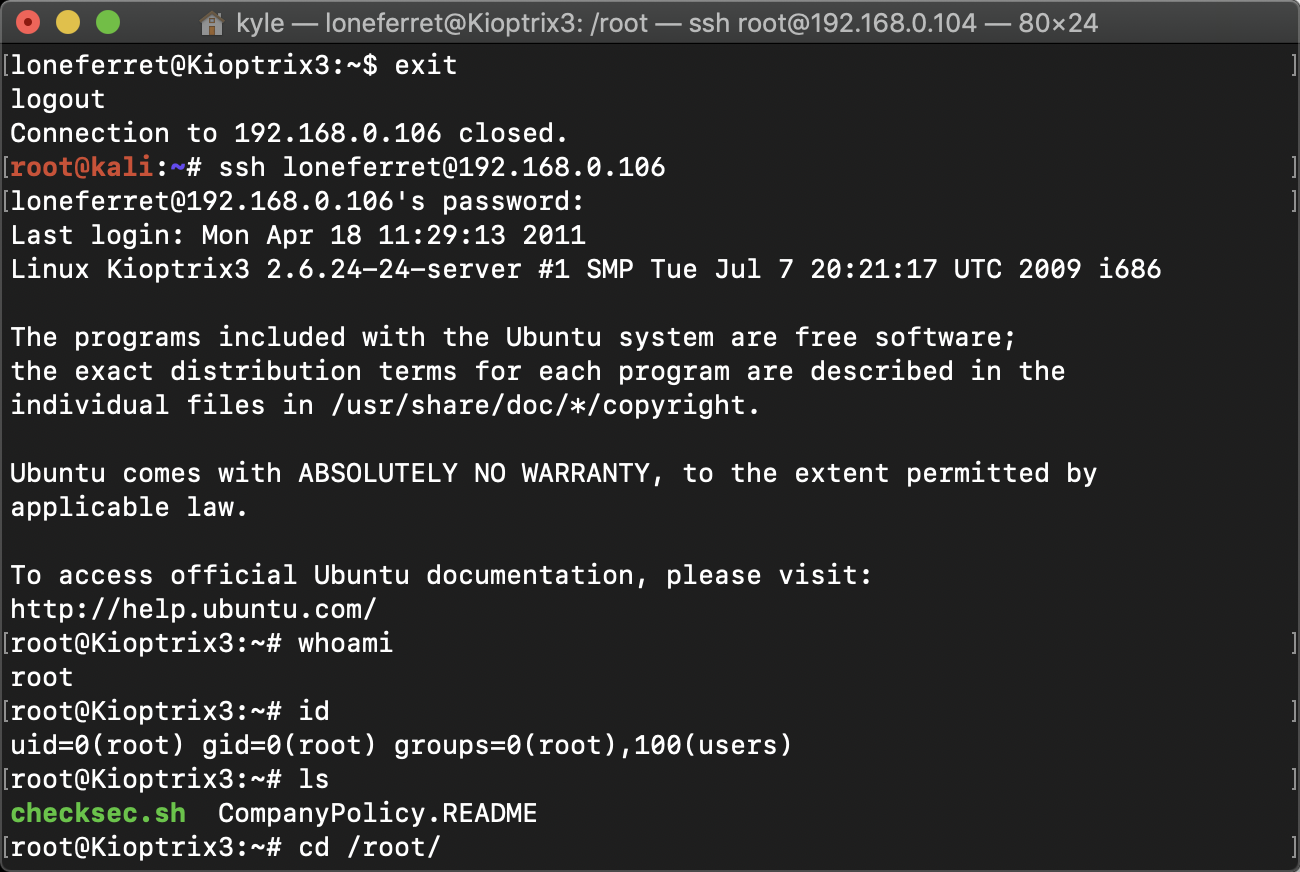 kyle — loneferret@Kioptrix3: /root — ssh root@192.168.0.104 — 80×24
[loneferret@Kioptrix3:~$ exit ]
logout
Connection to 192.168.0.106 closed.
[root@kali:~# ssh loneferret@192.168.0.106 ]
[loneferret@192.168.0.106's password: ]
Last login: Mon Apr 18 11:29:13 2011
Linux Kioptrix3 2.6.24-24-server #1 SMP Tue Jul 7 20:21:17 UTC 2009 i686
The programs included with the Ubuntu system are free software;
the exact distribution terms for each program are described in the
individual files in /usr/share/doc/*/copyright.
Ubuntu comes with ABSOLUTELY NO WARRANTY, to the extent permitted by
applicable law.
To access official Ubuntu documentation, please visit:
http://help.ubuntu.com/
[root@Kioptrix3:~# whoami ]
root
[root@Kioptrix3:~# id ]
uid=0(root) gid=0(root) groups=0(root),100(users)
[root@Kioptrix3:~# ls ]
checksec.sh  CompanyPolicy.README
[root@Kioptrix3:~# cd /root/ ]